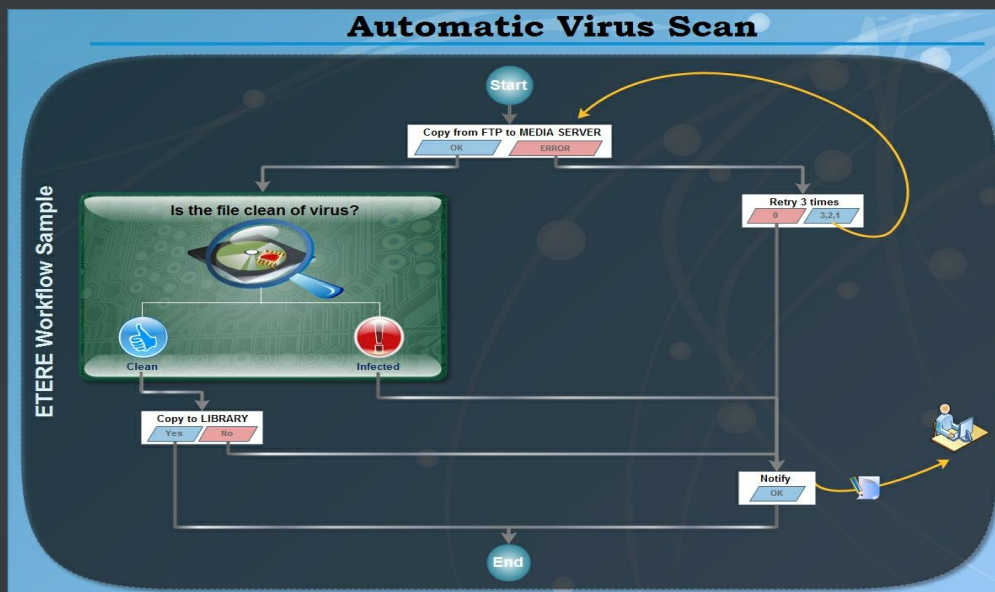 Automatic Virus Scan
ETERE Workflow Sample
Start
Copy from FTP to MEDIA SERVER
OK ERROR
Is the file clean of virus?
Retry 3 times
0 3,2,1
Clean Infected
Copy to LIBRARY
Yes No
Notify
OK
End